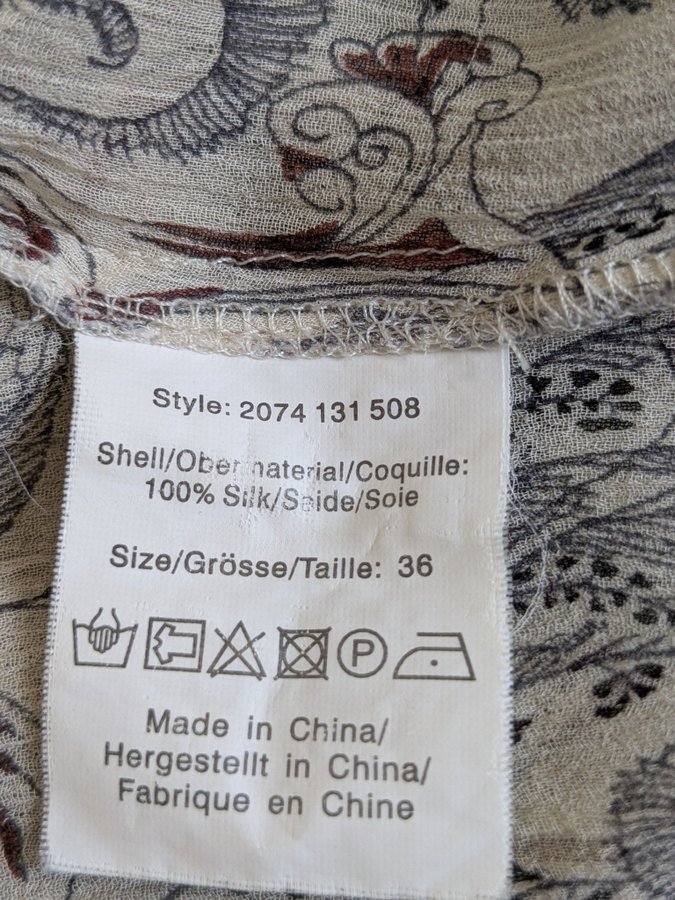 Style: 2074 131 508
Shell/Obermaterial/Coquille:
100% Silk/Seide/Soie
Size/Grösse/Taille: 36
P
Made in China/
Hergestellt in China/
Fabrique en Chine